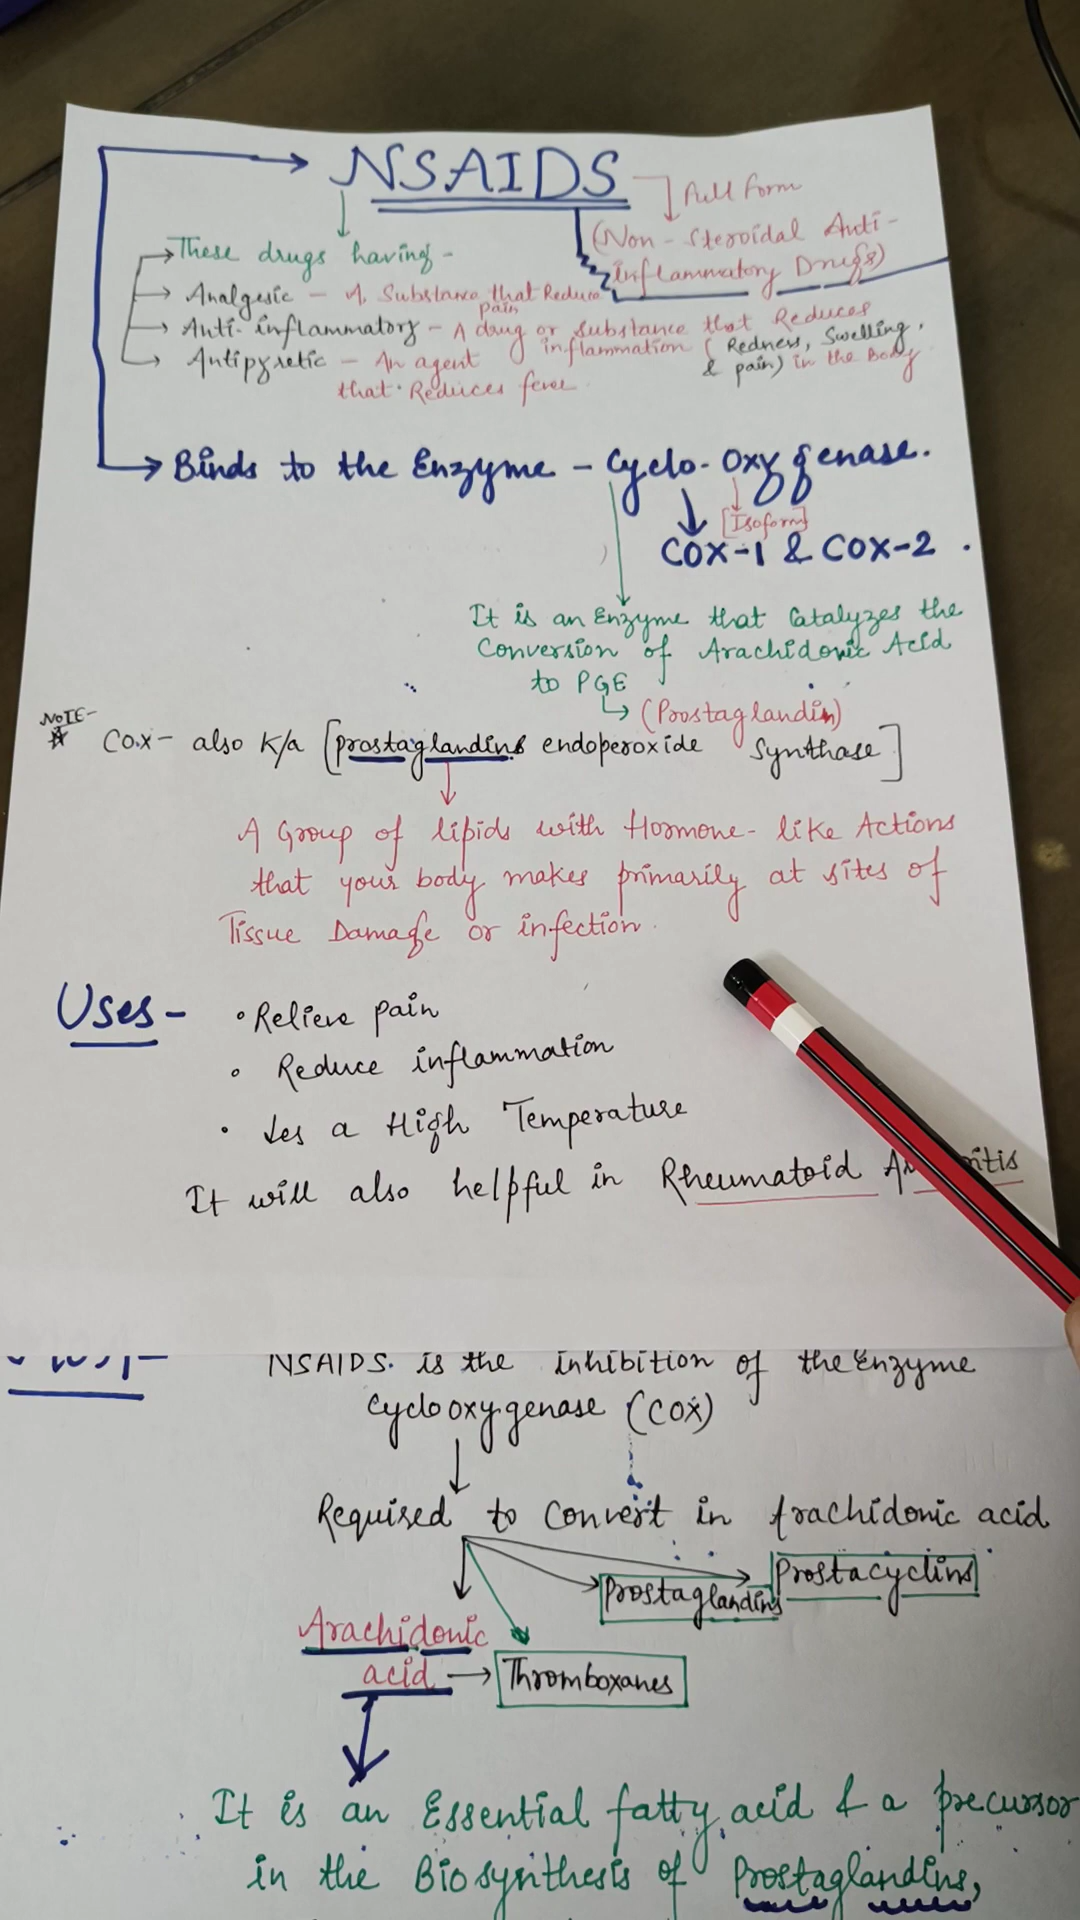 NSAIDS
Full Form
(Non-Steroidal Anti-
inflammatory Drugs)
These drugs having-
Analgesic - A Substance that Reduce
pain
Anti-inflammatory - A drug or substance that Reduces
inflammation (Redness, Swelling,
& pain) in the Body
Antipyretic - An agent
that Reduces fever
Binds to the Enzyme - Cyclo-Oxygenase.
[Isoform]
COX-1 & COX-2.
It is an Enzyme that Catalyzes the
Conversion of Arachidonic Acid
to PGE
(Prostaglandin)
NOTE-
COX- also K/a [prostaglandins endoperoxide Synthase]
A Group of lipids with Hormone-like Actions
that your body makes primarily at sites of
Tissue Damage or infection.
Uses-
• Relieve pain
• Reduce inflammation
• a High Temperature
It will also helpful in Rheumatoid
NSAIDS. is the inhibition of the Enzyme
Cyclooxygenase (COX)
Required to Convert in Arachidonic acid
Prostacyclins
Prostaglandins
Arachidonic
acid → Thromboxanes
It is an Essential fatty acid & a precursor
in the Biosynthesis of Prostaglandins,